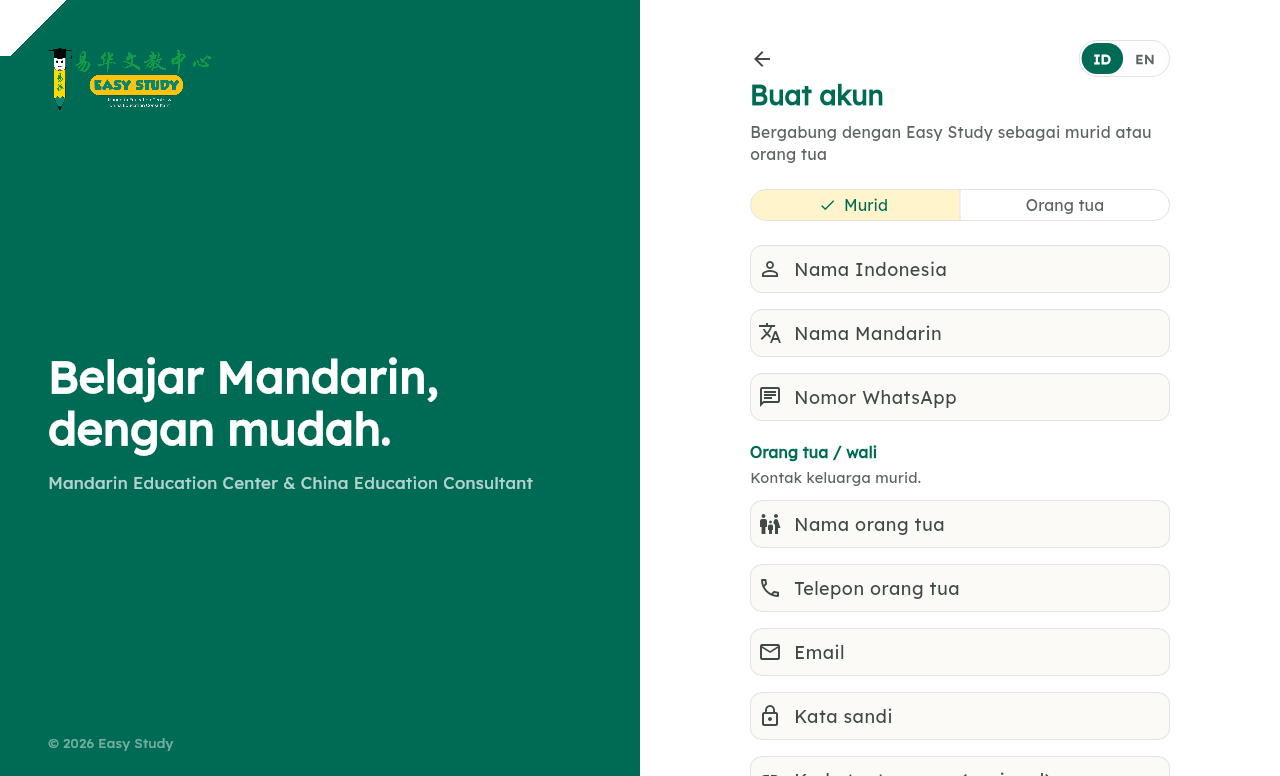 易华文教中心
EASY STUDY
Belajar Mandarin,
dengan mudah.
Mandarin Education Center & China Education Consultant
© 2026 Easy Study
ID
EN
Buat akun
Bergabung dengan Easy Study sebagai murid atau
orang tua
Murid
Orang tua
Nama Indonesia
Nama Mandarin
Nomor WhatsApp
Orang tua / wali
Kontak keluarga murid.
Nama orang tua
Telepon orang tua
Email
Kata sandi